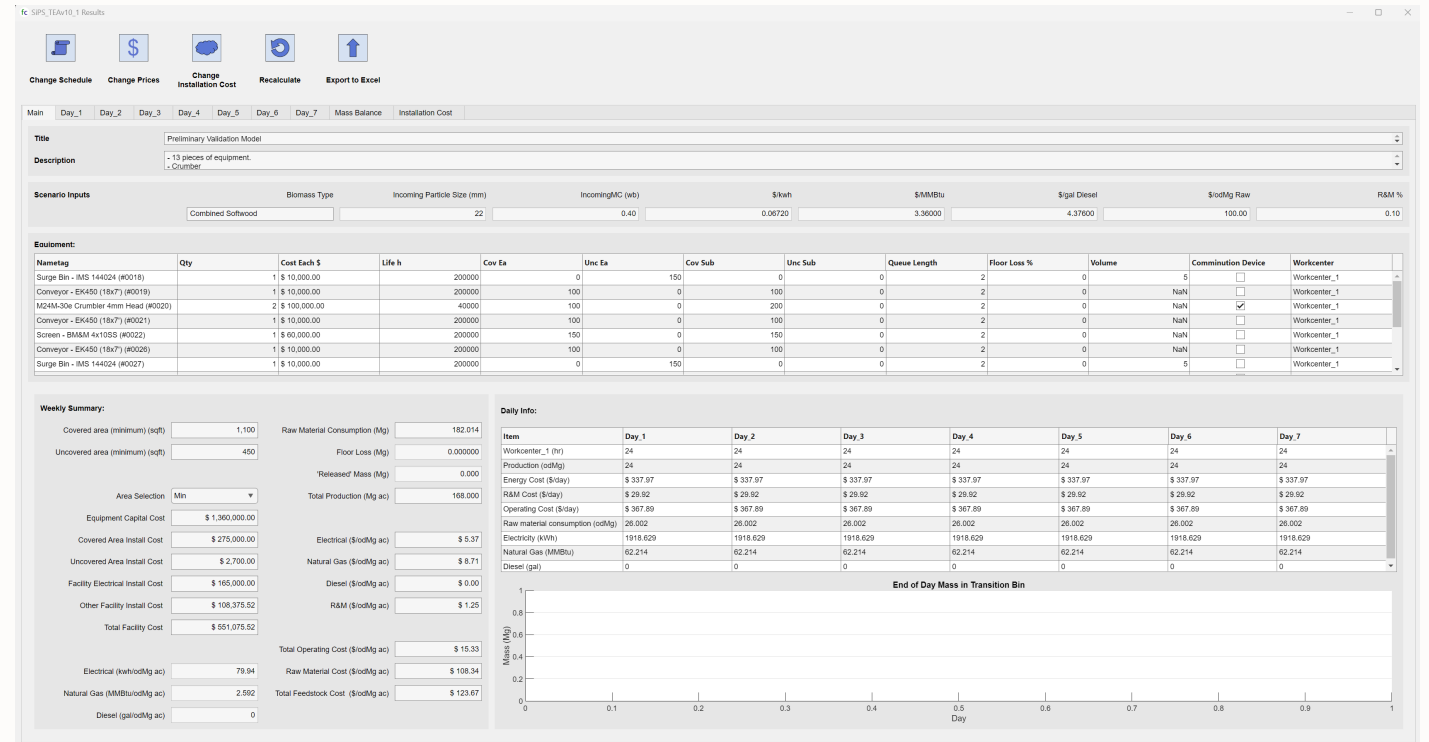 fc SIPS_TEAv10_1 Results
Change Schedule Change Prices Change Installation Cost Recalculate Export to Excel
Main Day_1 Day_2 Day_3 Day_4 Day_5 Day_6 Day_7 Mass Balance Installation Cost
Title Preliminary Validation Model
Description - 13 pieces of equipment.
- Crumber
Scenario Inputs Biomass Type Incoming Particle Size (mm) IncomingMC (wb) $/kwh $/MMBtu $/gal Diesel $/odMg Raw R&M %
Combined Softwood 22 0.40 0.06720 3.36000 4.37600 100.00 0.10
Equipment:
Nametag Qty Cost Each $ Life h Cov Ea Unc Ea Cov Sub Unc Sub Queue Length Floor Loss % Volume Commination Device Workcenter
Surge Bin - IMS 144024 (#0018) 1 $ 10,000.00 200000 0 150 0 0 2 0 5 Workcenter_1
Conveyor - EK450 (18x7') (#0019) 1 $ 10,000.00 200000 100 0 100 0 2 0 NaN Workcenter_1
M24M-30e Crumbler 4mm Head (#0020) 2 $ 100,000.00 40000 100 0 200 0 2 0 NaN Workcenter_1
Conveyor - EK450 (18x7') (#0021) 1 $ 10,000.00 200000 100 0 100 0 2 0 NaN Workcenter_1
Screen - BM&M 4x10SS (#0022) 1 $ 60,000.00 200000 150 0 150 0 2 0 NaN Workcenter_1
Conveyor - EK450 (18x7') (#0026) 1 $ 10,000.00 200000 100 0 100 0 2 0 NaN Workcenter_1
Surge Bin - IMS 144024 (#0027) 1 $ 10,000.00 200000 0 150 0 0 2 0 5 Workcenter_1
Weekly Summary:
Covered area (minimum) (sqft) 1,100 Raw Material Consumption (Mg) 182.014
Uncovered area (minimum) (sqft) 450 Floor Loss (Mg) 0.000000
'Released' Mass (Mg) 0.000
Area Selection Min Total Production (Mg ac) 168.000
Equipment Capital Cost $ 1,360,000.00
Covered Area Install Cost $ 275,000.00 Electrical ($/odMg ac) $ 5.37
Uncovered Area Install Cost $ 2,700.00 Natural Gas ($/odMg ac) $ 8.71
Facility Electrical Install Cost $ 165,000.00 Diesel ($/odMg ac) $ 0.00
Other Facility Install Cost $ 108,375.52 R&M ($/odMg ac) $ 1.25
Total Facility Cost $ 551,075.52
Total Operating Cost ($/odMg ac) $ 15.33
Electrical (kwh/odMg ac) 79.94 Raw Material Cost ($/odMg ac) $ 108.34
Natural Gas (MMBtu/odMg ac) 2.592 Total Feedstock Cost ($/odMg ac) $ 123.67
Diesel (gal/odMg ac) 0
Daily Info:
Item Day_1 Day_2 Day_3 Day_4 Day_5 Day_6 Day_7
Workcenter_1 (hr) 24 24 24 24 24 24 24
Production (odMg) 24 24 24 24 24 24 24
Energy Cost ($/day) $ 337.97 $ 337.97 $ 337.97 $ 337.97 $ 337.97 $ 337.97 $ 337.97
R&M Cost ($/day) $ 29.92 $ 29.92 $ 29.92 $ 29.92 $ 29.92 $ 29.92 $ 29.92
Operating Cost ($/day) $ 367.89 $ 367.89 $ 367.89 $ 367.89 $ 367.89 $ 367.89 $ 367.89
Raw material consumption (odMg) 26.002 26.002 26.002 26.002 26.002 26.002 26.002
Electricity (kWh) 1918.629 1918.629 1918.629 1918.629 1918.629 1918.629 1918.629
Natural Gas (MMBtu) 62.214 62.214 62.214 62.214 62.214 62.214 62.214
Diesel (gal) 0 0 0 0 0 0 0
End of Day Mass in Transition Bin
Mass (Mg)
1
0.8
0.6
0.4
0.2
0
0 0.1 0.2 0.3 0.4 0.5 0.6 0.7 0.8 0.9 1
Day